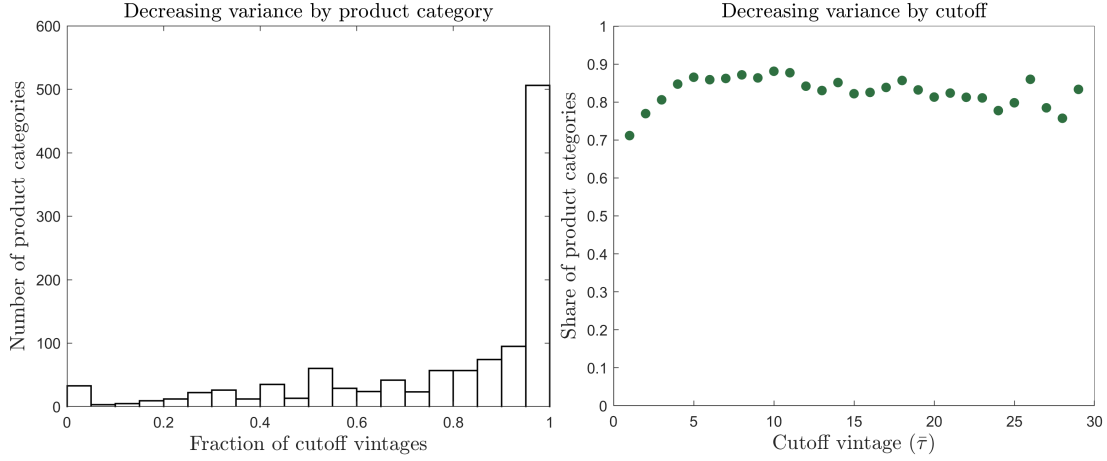 Decreasing variance by product category
600
500
400
300
200
100
0
0 0.2 0.4 0.6 0.8 1
Number of product categories
Fraction of cutoff vintages
Decreasing variance by cutoff
1
0.9
0.8
0.7
0.6
0.5
0.4
0.3
0.2
0.1
0
0 5 10 15 20 25 30
Share of product categories
Cutoff vintage (τ̄)